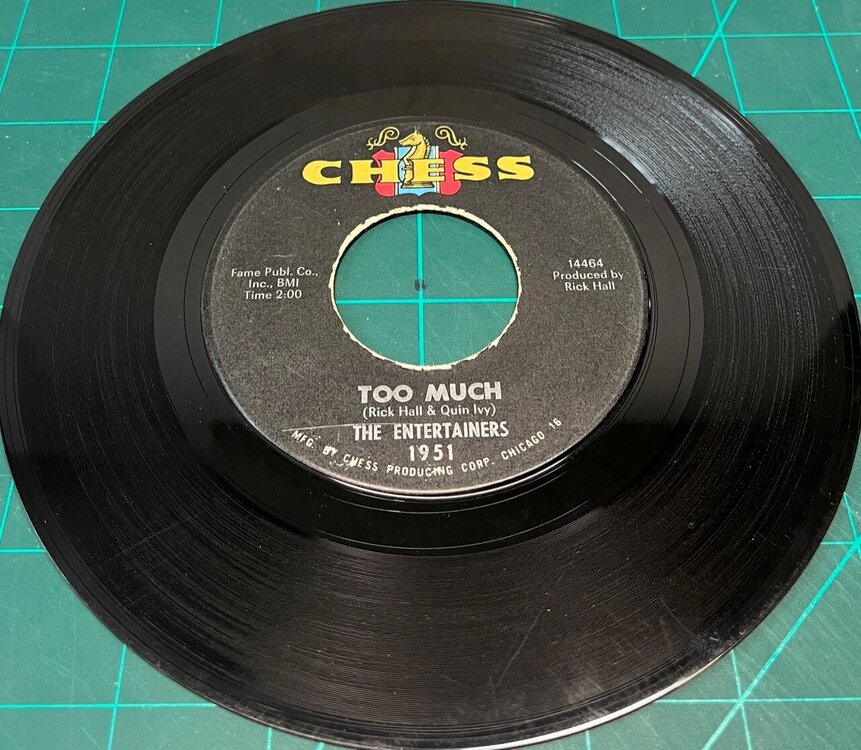 CHESS
Fame Publ. Co.,
Inc., BMI
Time 2:00
14464
Produced by
Rick Hall
TOO MUCH
(Rick Hall & Quin Ivy)
THE ENTERTAINERS
1951
MFG. BY CHESS PRODUCING CORP. CHICAGO 16